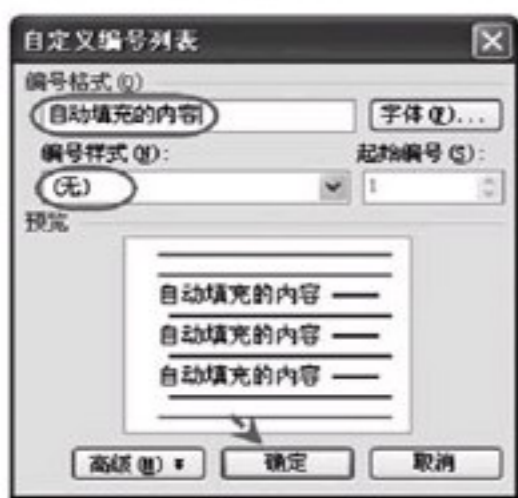 自定义编号列表
编号格式(O)
自动填充的内容 字体(F)...
编号样式(N): 起始编号(S):
(无) 1
预览
自动填充的内容
自动填充的内容
自动填充的内容
高级(M) 确定 取消